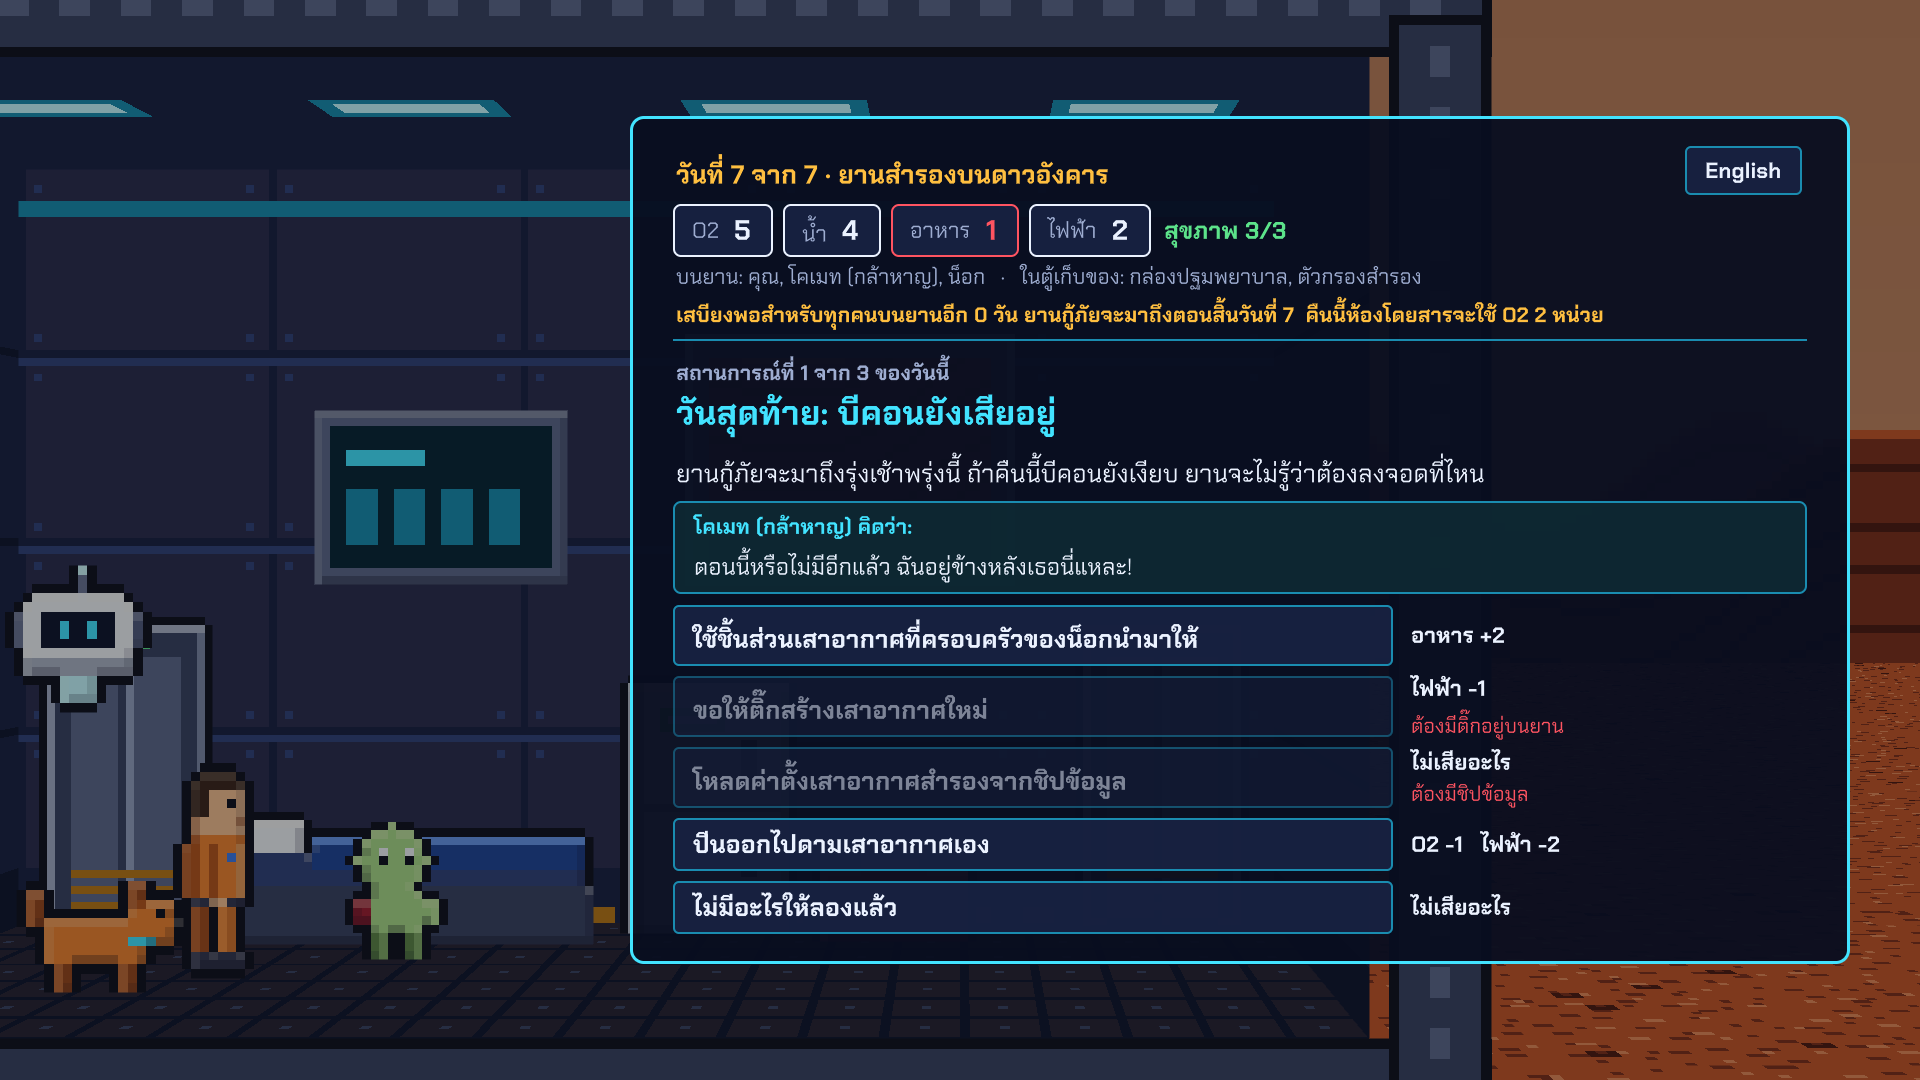 วันที่ 7 จาก 7 · ยานสำรองบนดาวอังคาร
English
O2 5 น้ำ 4 อาหาร 1 ไฟฟ้า 2 สุขภาพ 3/3
บนยาน: คุณ, โคเมท (กล้าหาญ), น็อก · ในตู้เก็บของ: กล่องปฐมพยาบาล, ตัวกรองสำรอง
เสบียงพอสำหรับทุกคนบนยานอีก 0 วัน ยานกู้ภัยจะมาถึงตอนสิ้นวันที่ 7 คืนนี้ห้องโดยสารจะใช้ O2 2 หน่วย
สถานการณ์ที่ 1 จาก 3 ของวันนี้
วันสุดท้าย: บีคอนยังเสียอยู่
ยานกู้ภัยจะมาถึงรุ่งเช้าพรุ่งนี้ ถ้าคืนนี้บีคอนยังเงียบ ยานจะไม่รู้ว่าต้องลงจอดที่ไหน
โคเมท (กล้าหาญ) คิดว่า:
ตอนนี้หรือไม่มีอีกแล้ว ฉันอยู่ข้างหลังเธอนี่แหละ!
ใช้ชิ้นส่วนเสาอากาศที่ครอบครัวของน็อกนำมาให้ อาหาร +2
ขอให้ติ๊กสร้างเสาอากาศใหม่ ไฟฟ้า -1
ต้องมีติ๊กอยู่บนยาน
โหลดค่าตั้งเสาอากาศสำรองจากชิปข้อมูล ไม่เสียอะไร
ต้องมีชิปข้อมูล
ปีนออกไปดามเสาอากาศเอง O2 -1 ไฟฟ้า -2
ไม่มีอะไรให้ลองแล้ว ไม่เสียอะไร